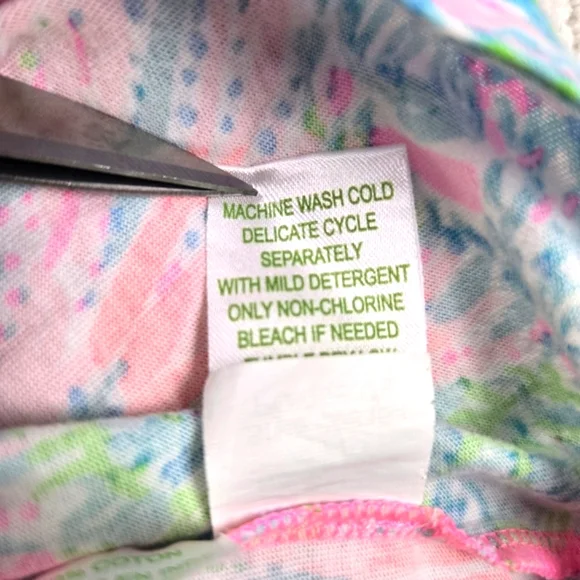 MACHINE WASH COLD
DELICATE CYCLE
SEPARATELY
WITH MILD DETERGENT
ONLY NON-CHLORINE
BLEACH IF NEEDED